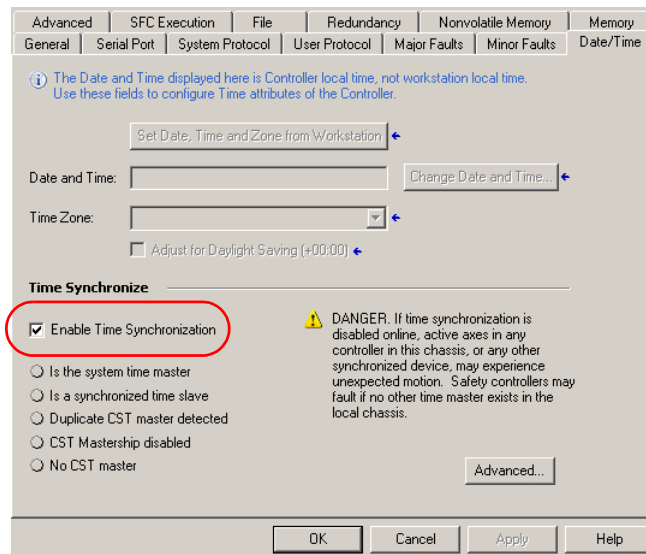 Advanced SFC Execution File Redundancy Nonvolatile Memory Memory
General Serial Port System Protocol User Protocol Major Faults Minor Faults Date/Time
The Date and Time displayed here is Controller local time, not workstation local time.
Use these fields to configure Time attributes of the Controller.
Set Date, Time and Zone from Workstation
Date and Time: Change Date and Time...
Time Zone:
Adjust for Daylight Saving (+00:00)
Time Synchronize
Enable Time Synchronization
DANGER. If time synchronization is
disabled online, active axes in any
controller in this chassis, or any other
synchronized device, may experience
unexpected motion. Safety controllers may
fault if no other time master exists in the
local chassis.
Is the system time master
Is a synchronized time slave
Duplicate CST master detected
CST Mastership disabled
No CST master
Advanced...
OK Cancel Apply Help